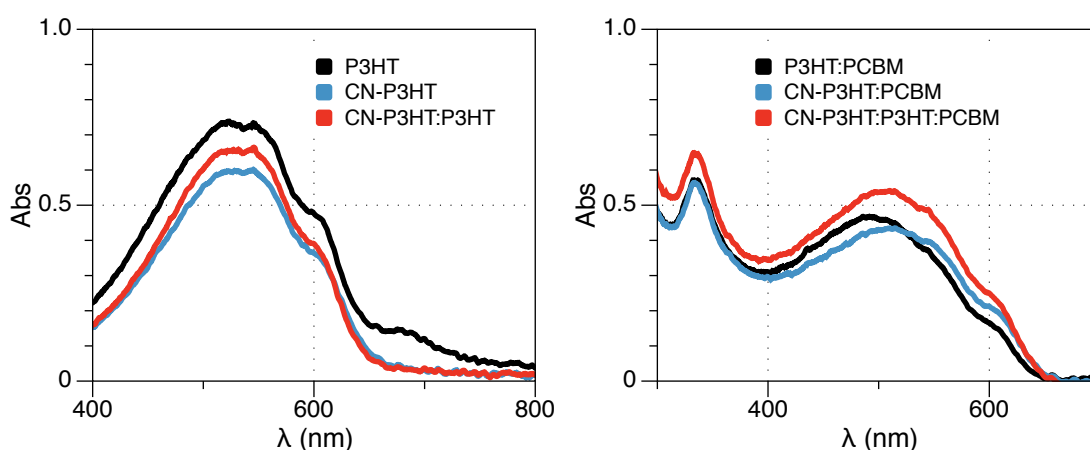 1.0
0.5
0
Abs
400
600
800
λ (nm)
P3HT
CN-P3HT
CN-P3HT:P3HT
1.0
0.5
0
Abs
400
600
λ (nm)
P3HT:PCBM
CN-P3HT:PCBM
CN-P3HT:P3HT:PCBM